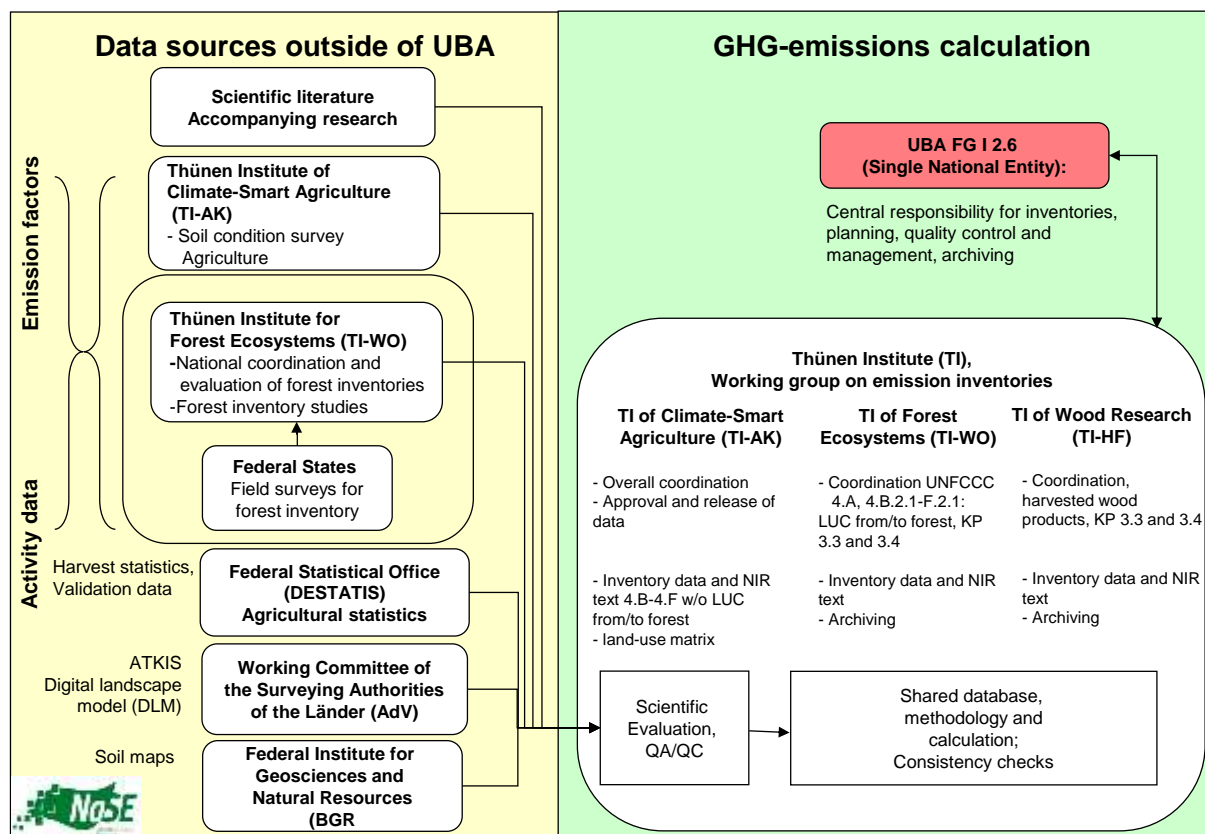 Data sources outside of UBA
Scientific literature
Accompanying research
Emission factors
Thünen Institute of
Climate-Smart Agriculture
(TI-AK)
- Soil condition survey
Agriculture
Thünen Institute for
Forest Ecosystems (TI-WO)
-National coordination and
evaluation of forest inventories
-Forest inventory studies
Federal States
Field surveys for
forest inventory
Activity data
Harvest statistics,
Validation data
Federal Statistical Office
(DESTATIS)
Agricultural statistics
ATKIS
Digital landscape
model (DLM)
Working Committee of
the Surveying Authorities
of the Länder (AdV)
Soil maps
Federal Institute for
Geosciences and
Natural Resources
(BGR
NaSE
GHG-emissions calculation
UBA FG I 2.6
(Single National Entity):
Central responsibility for inventories,
planning, quality control and
management, archiving
Thünen Institute (TI),
Working group on emission inventories
TI of Climate-Smart
Agriculture (TI-AK)
- Overall coordination
- Approval and release of
data
- Inventory data and NIR
text 4.B-4.F w/o LUC
from/to forest
- land-use matrix
TI of Forest
Ecosystems (TI-WO)
- Coordination UNFCCC
4.A, 4.B.2.1-F.2.1:
LUC from/to forest, KP
3.3 and 3.4
- Inventory data and NIR
text
- Archiving
TI of Wood Research
(TI-HF)
- Coordination,
harvested wood
products, KP 3.3 and 3.4
- Inventory data and NIR
text
- Archiving
Scientific
Evaluation,
QA/QC
Shared database,
methodology and
calculation;
Consistency checks